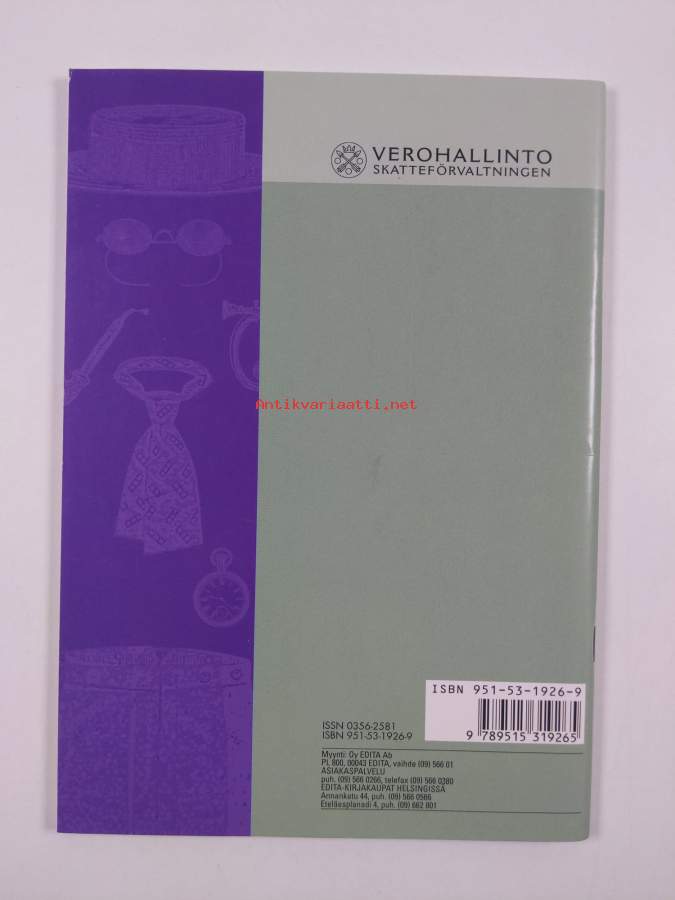 VEROHALLINTO
SKATTEFÖRVALTNINGEN
Antikvariaatti.net
ISBN 951-53-1926-9
9 789515 319265
ISSN 0356-2581
ISBN 951-53-1926-9
Myynti: Oy EDITA Ab
PL 800, 00043 EDITA, vaihde (09) 566 01
ASIAKASPALVELU
puh. (09) 566 0266, telefax (09) 566 0380
EDITA-KIRJAKAUPAT HELSINGISSÄ
Annankatu 44, puh. (09) 566 0566
Eteläesplanadi 4, puh. (09) 662 801